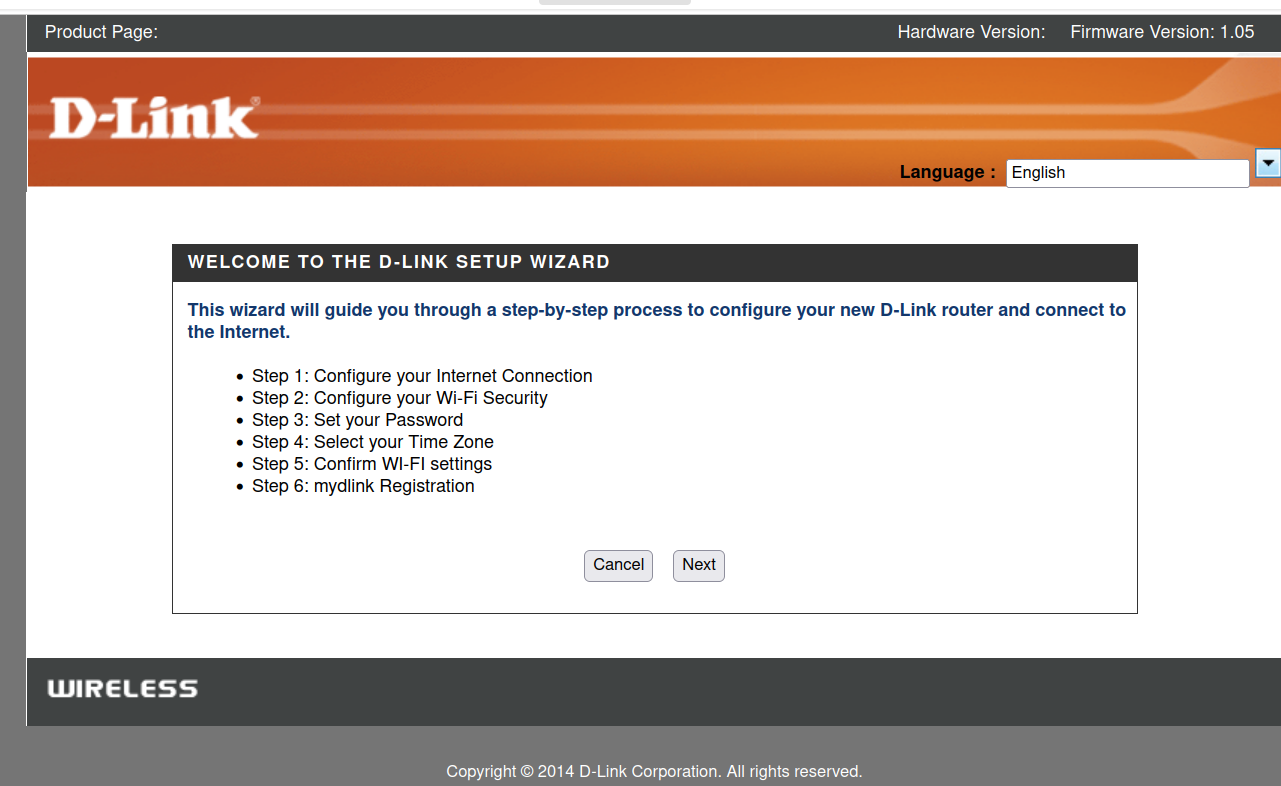 Product Page: Hardware Version: Firmware Version: 1.05
D-Link®
Language : English
WELCOME TO THE D-LINK SETUP WIZARD
This wizard will guide you through a step-by-step process to configure your new D-Link router and connect to
the Internet.
• Step 1: Configure your Internet Connection
• Step 2: Configure your Wi-Fi Security
• Step 3: Set your Password
• Step 4: Select your Time Zone
• Step 5: Confirm WI-FI settings
• Step 6: mydlink Registration
Cancel Next
WIRELESS
Copyright © 2014 D-Link Corporation. All rights reserved.